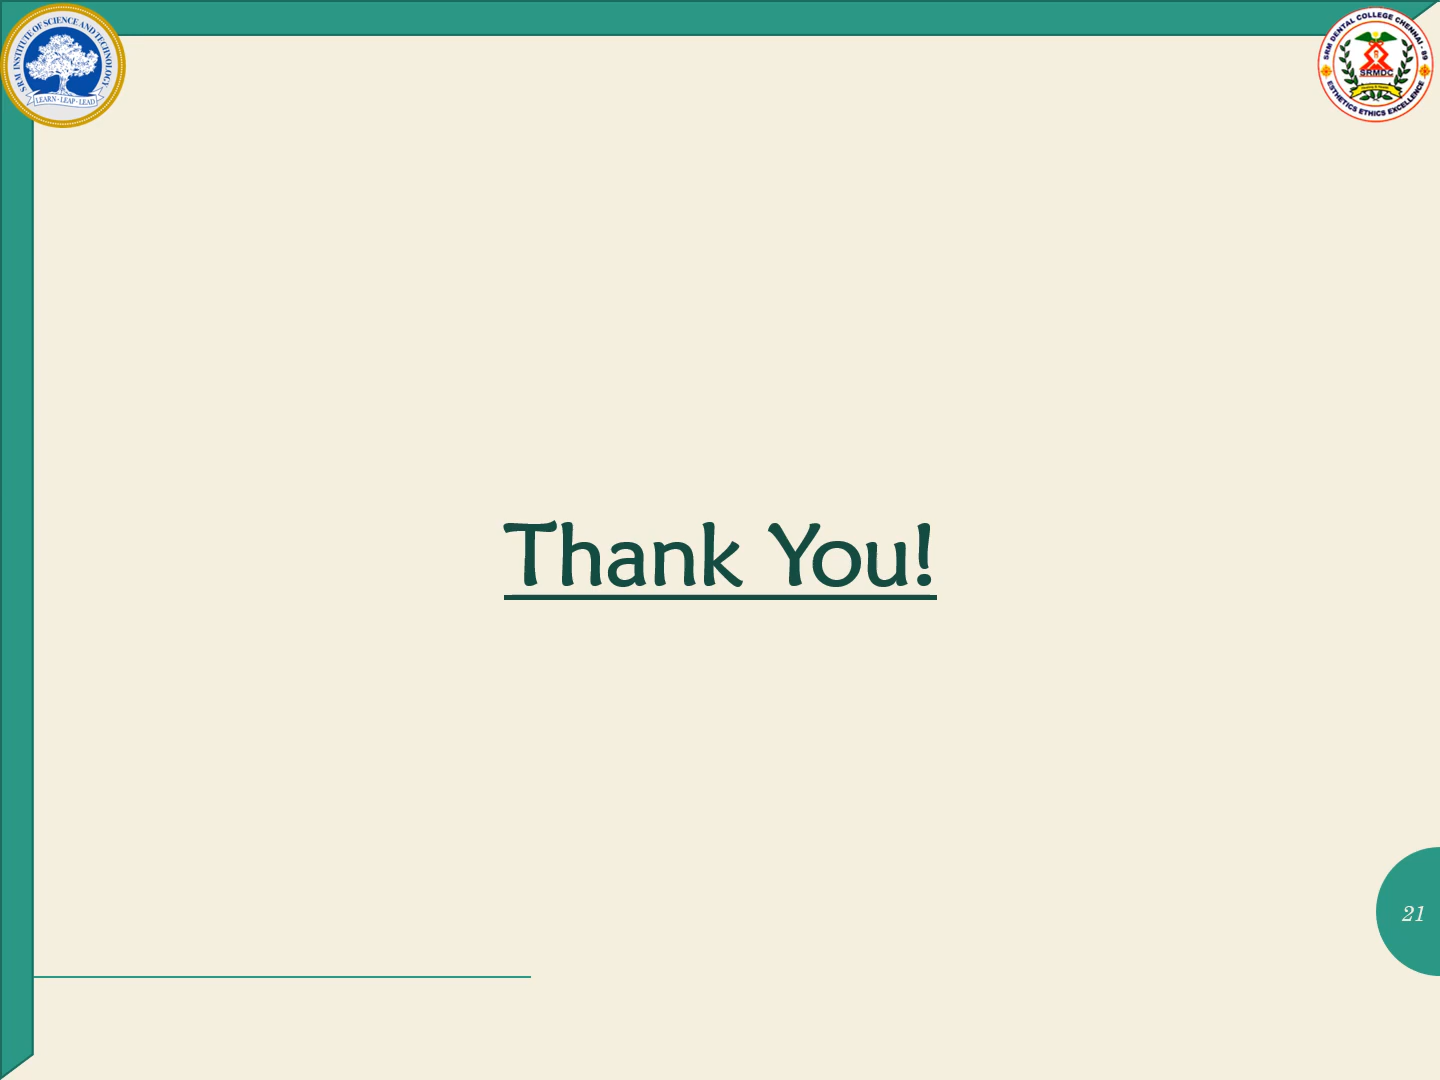 SRM INSTITUTE OF SCIENCE AND TECHNOLOGY
LEARN - LEAP - LEAD
SRM DENTAL COLLEGE CHENNAI - 89
SRMDC
ESTHETICS ETHICS EXCELLENCE
Thank You!
21